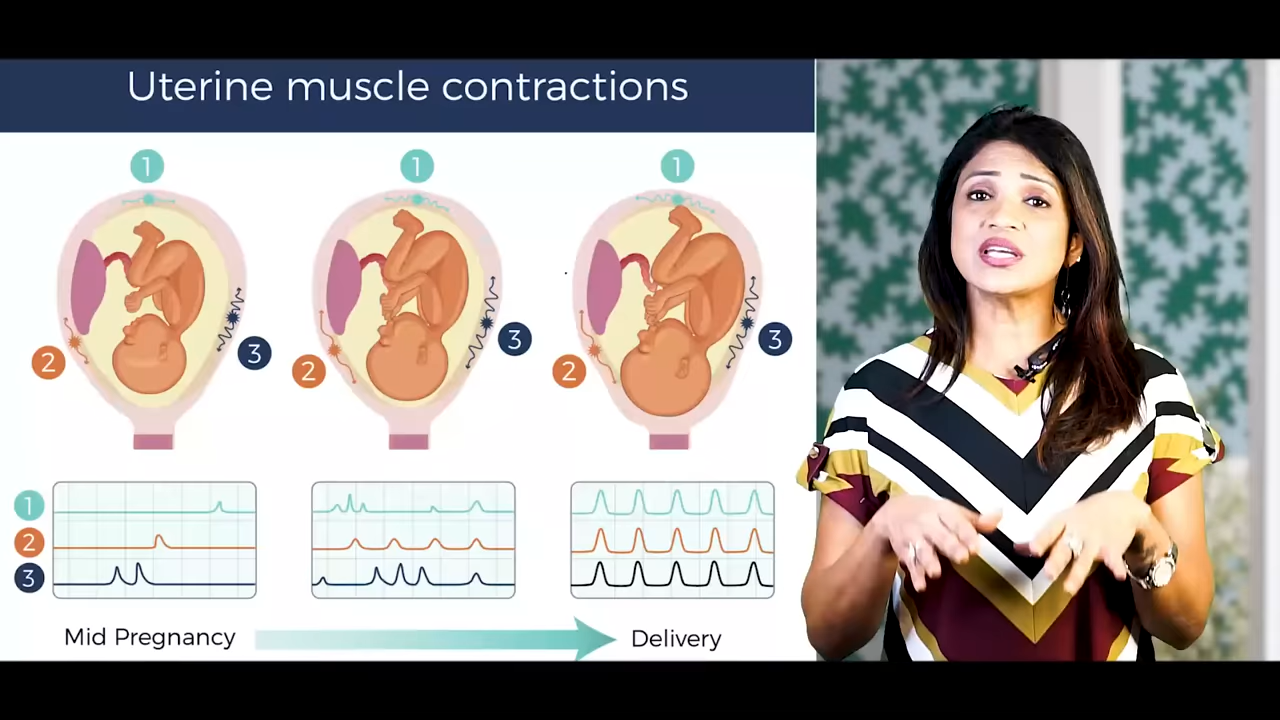 Uterine muscle contractions
1 1 1
2 3 2 3 2 3
1
2
3
Mid Pregnancy Delivery